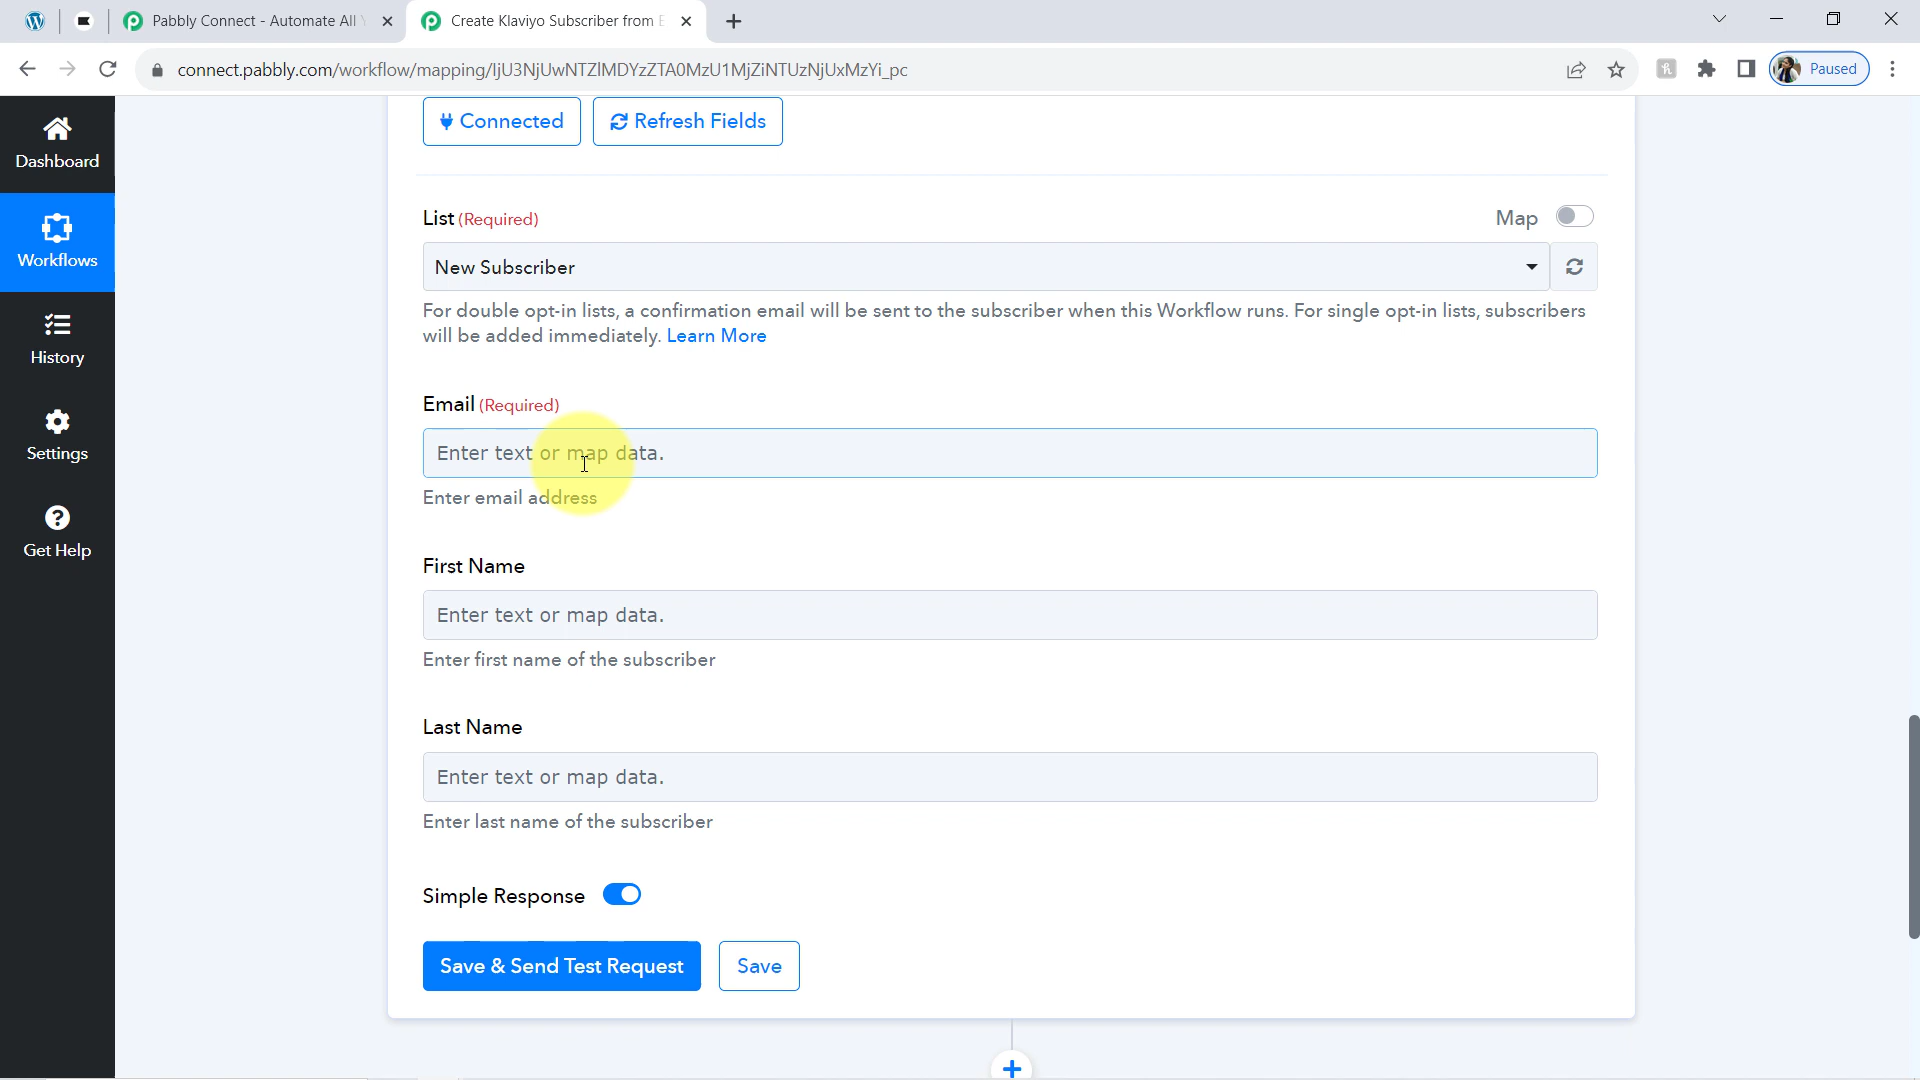 Pabbly Connect - Automate All
Create Klaviyo Subscriber from
connect.pabbly.com/workflow/mapping/IjU3NjUwNTZlMDYzZTA0MzU1MjZiNTUzNjUxMzYi_pc
Paused
Dashboard
Workflows
History
Settings
Get Help
Connected
Refresh Fields
List (Required)
Map
New Subscriber
For double opt-in lists, a confirmation email will be sent to the subscriber when this Workflow runs. For single opt-in lists, subscribers
will be added immediately. Learn More
Email (Required)
Enter text or map data.
Enter email address
First Name
Enter text or map data.
Enter first name of the subscriber
Last Name
Enter text or map data.
Enter last name of the subscriber
Simple Response
Save & Send Test Request
Save